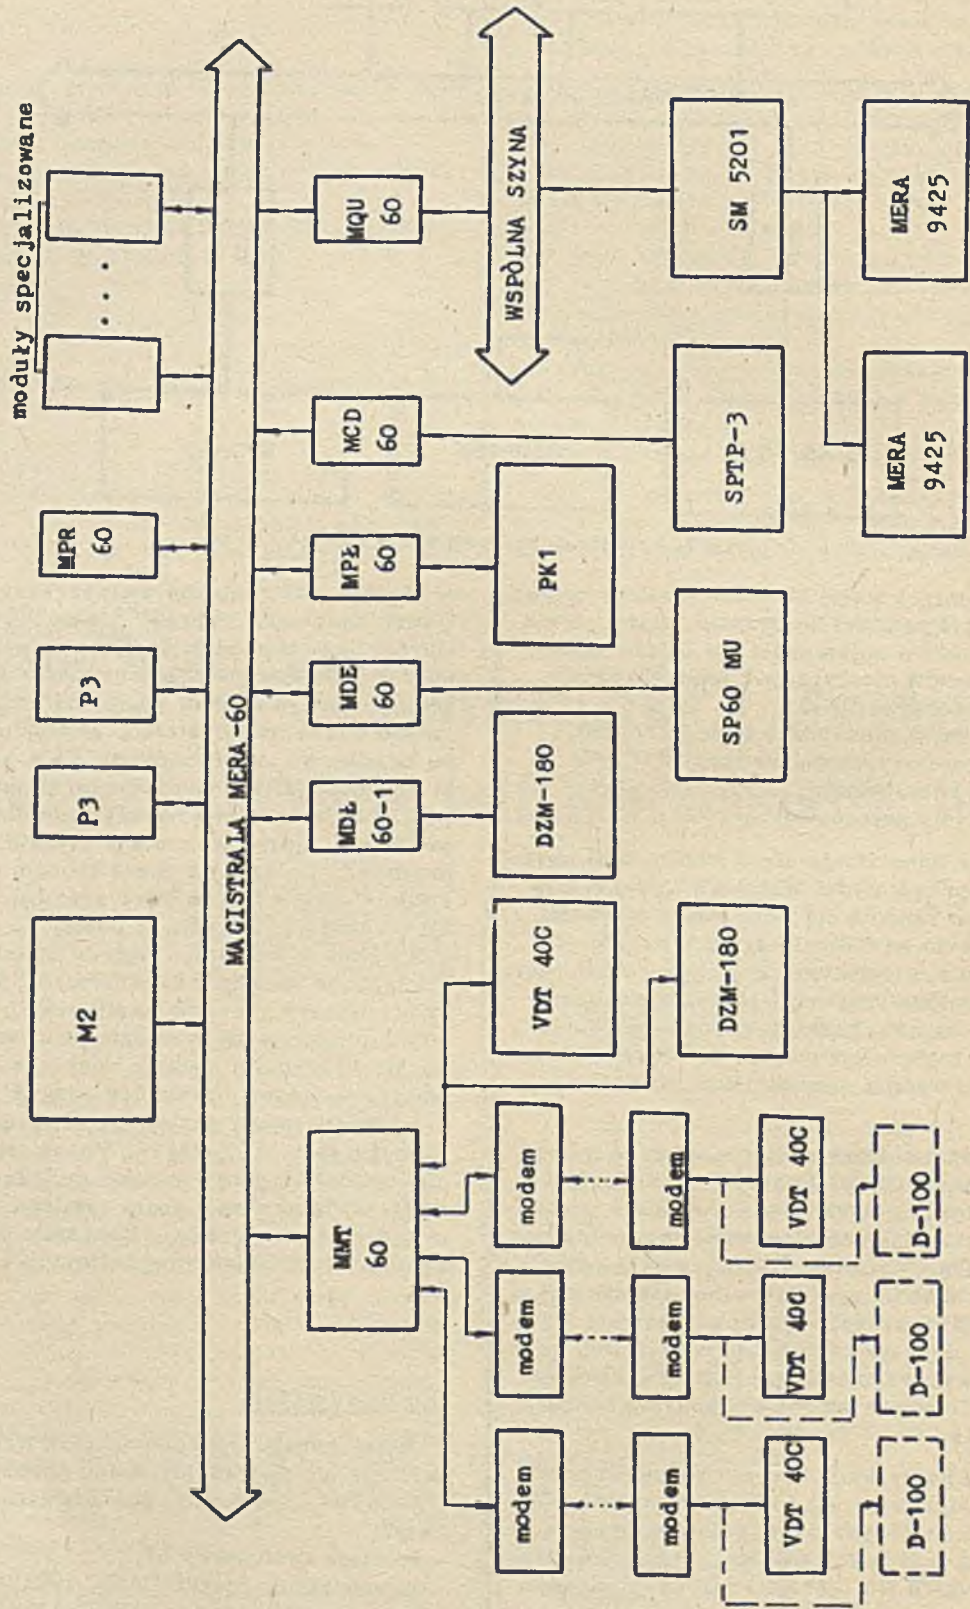 moduły specjalizowane
M2
P3
P3
MPR
60
MAGISTRALA MERA-60
MMT
60
MDŁ
60-1
MDE
60
MPŁ
60
MCD
60
MQU
60
WSPÓLNA SZYNA
modem
modem
modem
VDT 40C
DZM-180
PK1
modem
modem
modem
DZM-180
SP60 MU
SPTP-3
SM 5201
VDT 40C
VDT 40C
VDT 40C
D-100
D-100
D-100
MERA
9425
MERA
9425